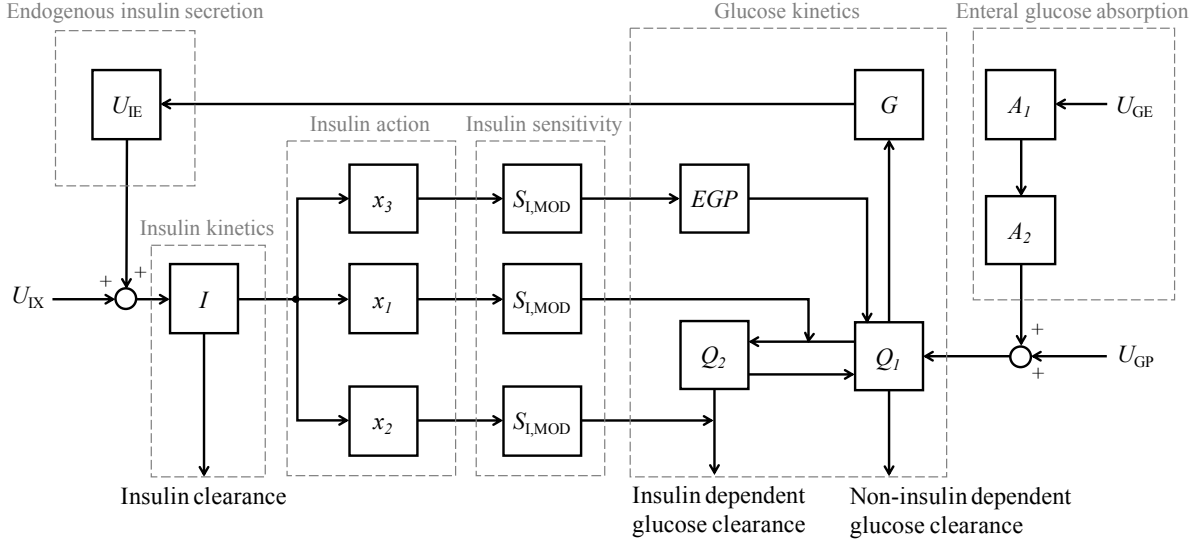 Endogenous insulin secretion
Glucose kinetics
Enteral glucose absorption
U_IE
G
A_1
U_GE
Insulin action
Insulin sensitivity
x_3
S_I,MOD
EGP
A_2
Insulin kinetics
+
+
U_IX
I
x_1
S_I,MOD
+
Q_2
Q_1
U_GP
+
x_2
S_I,MOD
Insulin clearance
Insulin dependent
glucose clearance
Non-insulin dependent
glucose clearance